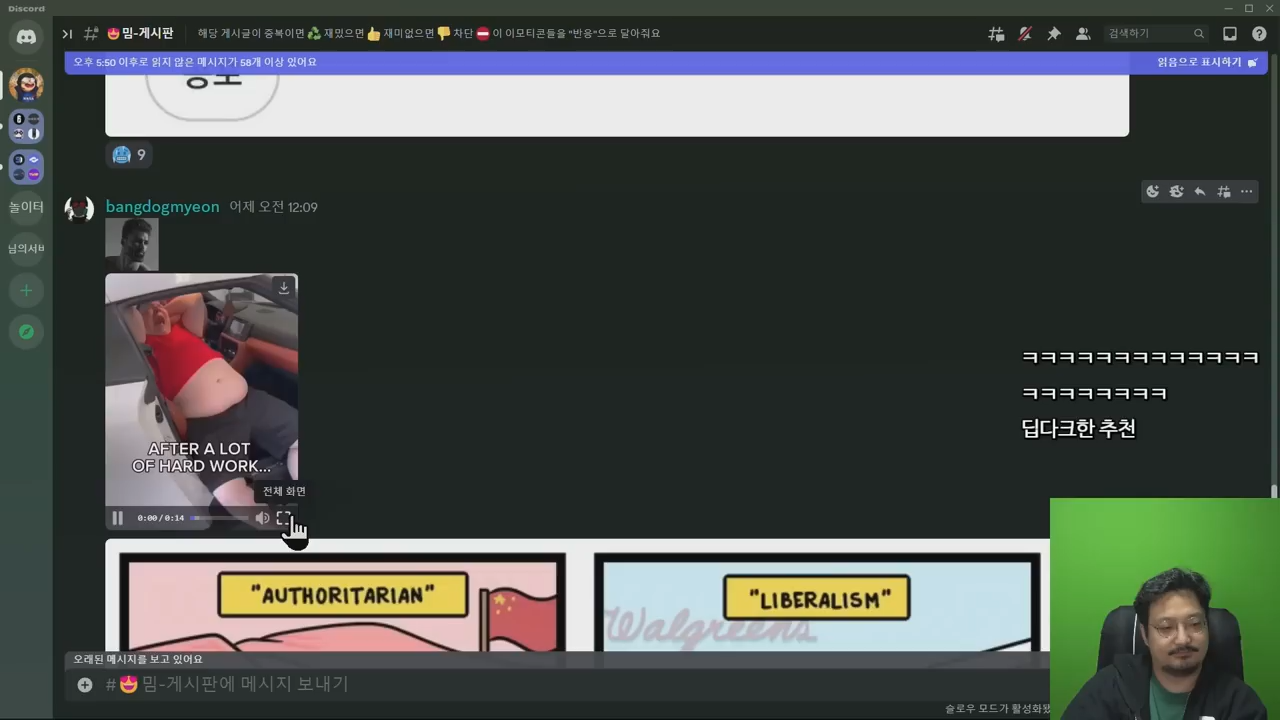 Discord
밈-게시판
해당 게시글이 중복이면 재밌으면 재미없으면 차단 이 이모티콘들을 "반응"으로 달아줘요
검색하기
오후 5:50 이후로 읽지 않은 메시지가 58개 이상 있어요
읽음으로 표시하기
9
bangdogmyeon 어제 오전 12:09
놀이터
님의서버
AFTER A LOT
OF HARD WORK...
전체 화면
0:00/0:14
ㅋㅋㅋㅋㅋㅋㅋㅋㅋㅋㅋㅋㅋ
ㅋㅋㅋㅋㅋㅋㅋㅋ
딥다크한 추천
"AUTHORITARIAN"
"LIBERALISM"
Walgreens
오래된 메시지를 보고 있어요
#밈-게시판에 메시지 보내기
슬로우 모드가 활성화됐